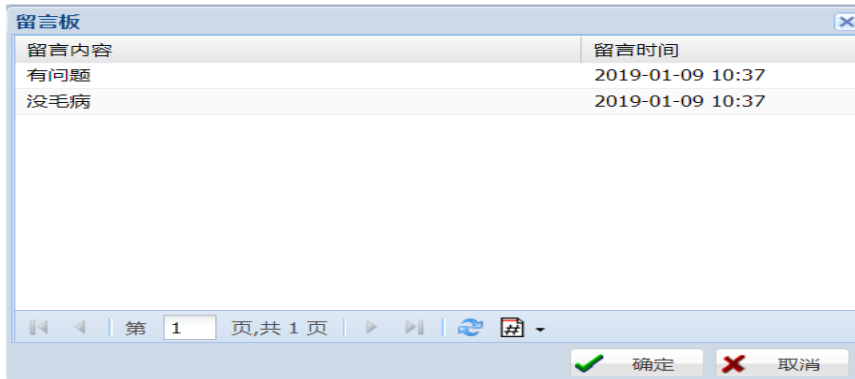 留言板
留言内容 留言时间
有问题 2019-01-09 10:37
没毛病 2019-01-09 10:37
第 1 页,共 1 页 #
确定 取消